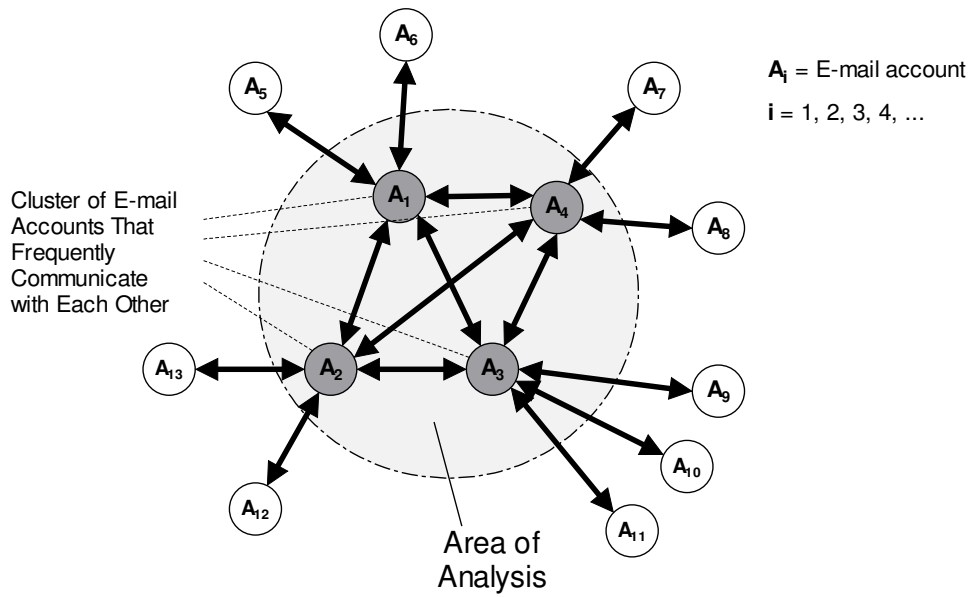 A6
A5
A7
Ai = E-mail account
i = 1, 2, 3, 4, ...
Cluster of E-mail
Accounts That
Frequently
Communicate
with Each Other
A1
A4
A8
A13
A2
A3
A9
A10
A12
A11
Area of
Analysis